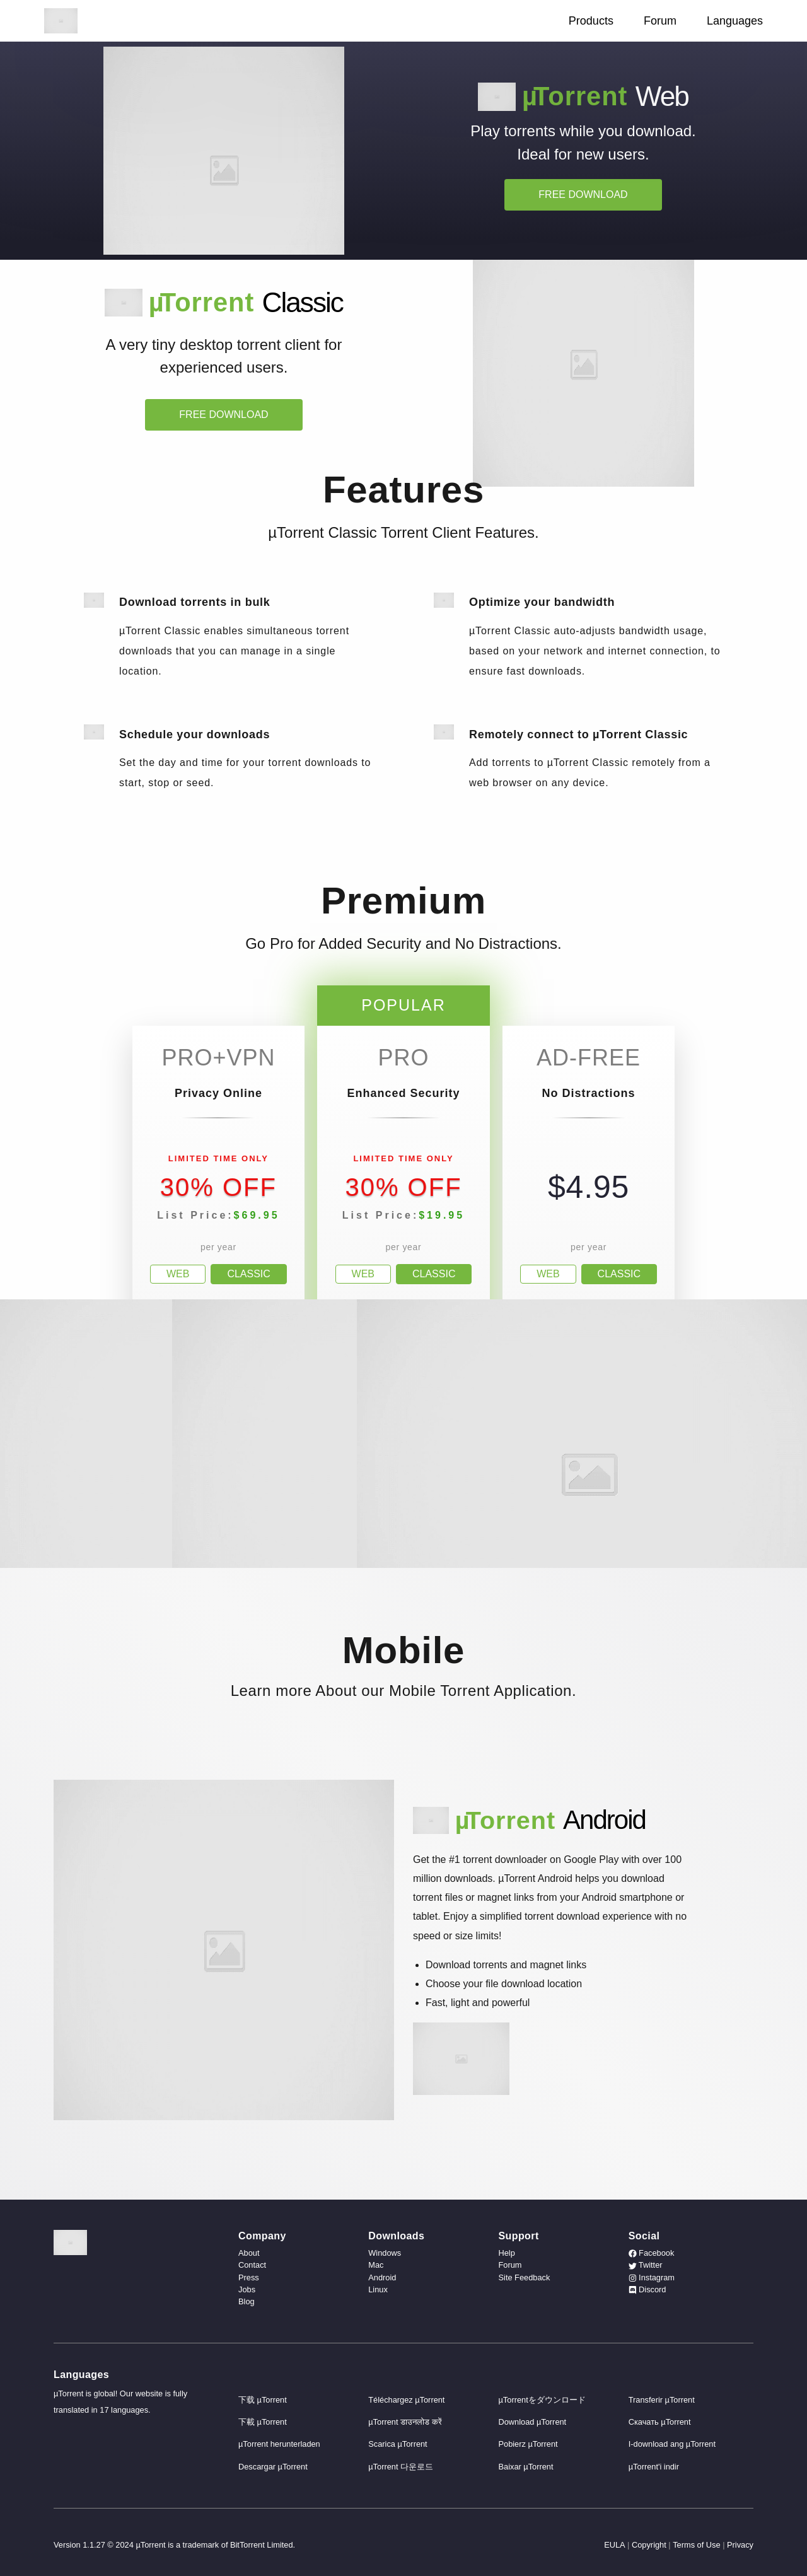 Products Forum Languages
µTorrent Web
Play torrents while you download.
Ideal for new users.
FREE DOWNLOAD
µTorrent Classic
A very tiny desktop torrent client for
experienced users.
FREE DOWNLOAD
Features
µTorrent Classic Torrent Client Features.
Download torrents in bulk
µTorrent Classic enables simultaneous torrent
downloads that you can manage in a single
location.
Optimize your bandwidth
µTorrent Classic auto-adjusts bandwidth usage,
based on your network and internet connection, to
ensure fast downloads.
Schedule your downloads
Set the day and time for your torrent downloads to
start, stop or seed.
Remotely connect to µTorrent Classic
Add torrents to µTorrent Classic remotely from a
web browser on any device.
Premium
Go Pro for Added Security and No Distractions.
PRO+VPN
Privacy Online
LIMITED TIME ONLY
30% OFF
List Price:$69.95
per year
WEB CLASSIC
POPULAR
PRO
Enhanced Security
LIMITED TIME ONLY
30% OFF
List Price:$19.95
per year
WEB CLASSIC
AD-FREE
No Distractions
$4.95
per year
WEB CLASSIC
Mobile
Learn more About our Mobile Torrent Application.
µTorrent Android
Get the #1 torrent downloader on Google Play with over 100
million downloads. µTorrent Android helps you download
torrent files or magnet links from your Android smartphone or
tablet. Enjoy a simplified torrent download experience with no
speed or size limits!
Download torrents and magnet links
Choose your file download location
Fast, light and powerful
Company
About
Contact
Press
Jobs
Blog
Downloads
Windows
Mac
Android
Linux
Support
Help
Forum
Site Feedback
Social
Facebook
Twitter
Instagram
Discord
Languages
µTorrent is global! Our website is fully
translated in 17 languages.
下载 µTorrent
下載 µTorrent
µTorrent herunterladen
Descargar µTorrent
Téléchargez µTorrent
µTorrent डाउनलोड करें
Scarica µTorrent
µTorrent 다운로드
µTorrentをダウンロード
Download µTorrent
Pobierz µTorrent
Baixar µTorrent
Transferir µTorrent
Скачать µTorrent
I-download ang µTorrent
µTorrent'i indir
Version 1.1.27 © 2024 µTorrent is a trademark of BitTorrent Limited.
EULA | Copyright | Terms of Use | Privacy